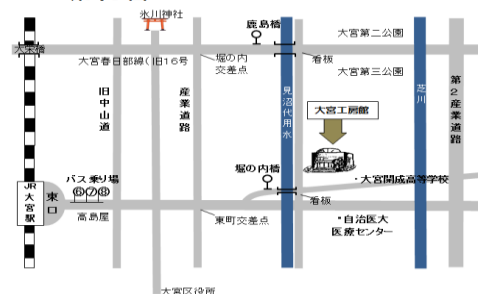 氷川神社
鹿島橋
大宮第二公園
大栄橋
大宮春日部線(旧16号
堀の内
交差点
看板
大宮第三公園
旧中山道
産業道路
見沼代用水
芝川
第2産業道路
大宮工房館
堀の内橋
・大宮開成高等学校
バス乗り場
⑥⑦⑧
JR
大宮駅
東口
高島屋
東町交差点
看板
・自治医大
医療センター
大宮区役所